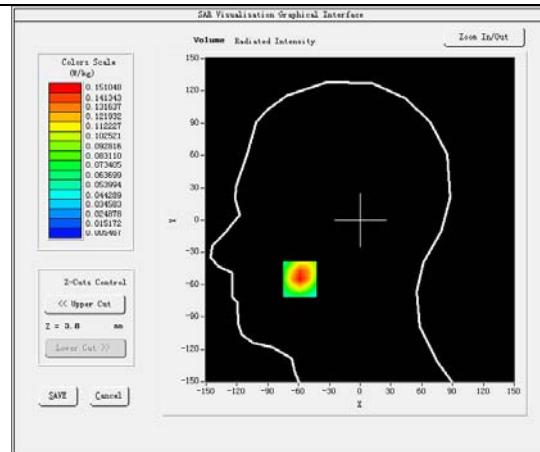 SAR Visualisation Graphical Interface
Volume Radiated Intensity
Zoom In/Out
Colors Scale
(W/kg)
0.151048
0.141343
0.131637
0.121932
0.112227
0.102521
0.092816
0.083110
0.073405
0.063699
0.053994
0.044289
0.034583
0.024878
0.015172
0.005467
150
120
90
60
30
0
-30
-60
-90
-120
-150
Y
-150 -120 -90 -60 -30 0 30 60 90 120 150
X
Z-Cuts Control
<< Upper Cut
Z = 3.8 mm
Lower Cut >>
SAVE Cancel